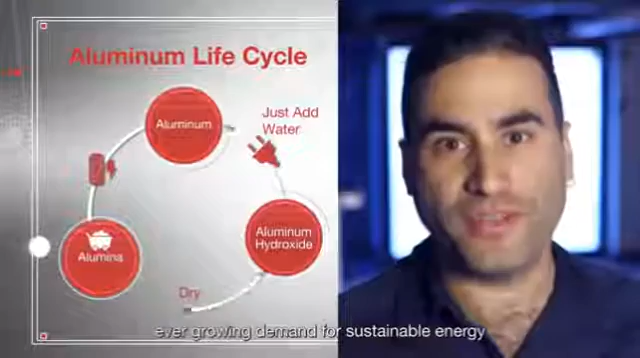 Aluminum Life Cycle
Aluminum
Just Add
Water
Aluminum
Hydroxide
Alumina
Dry
ever growing demand for sustainable energy